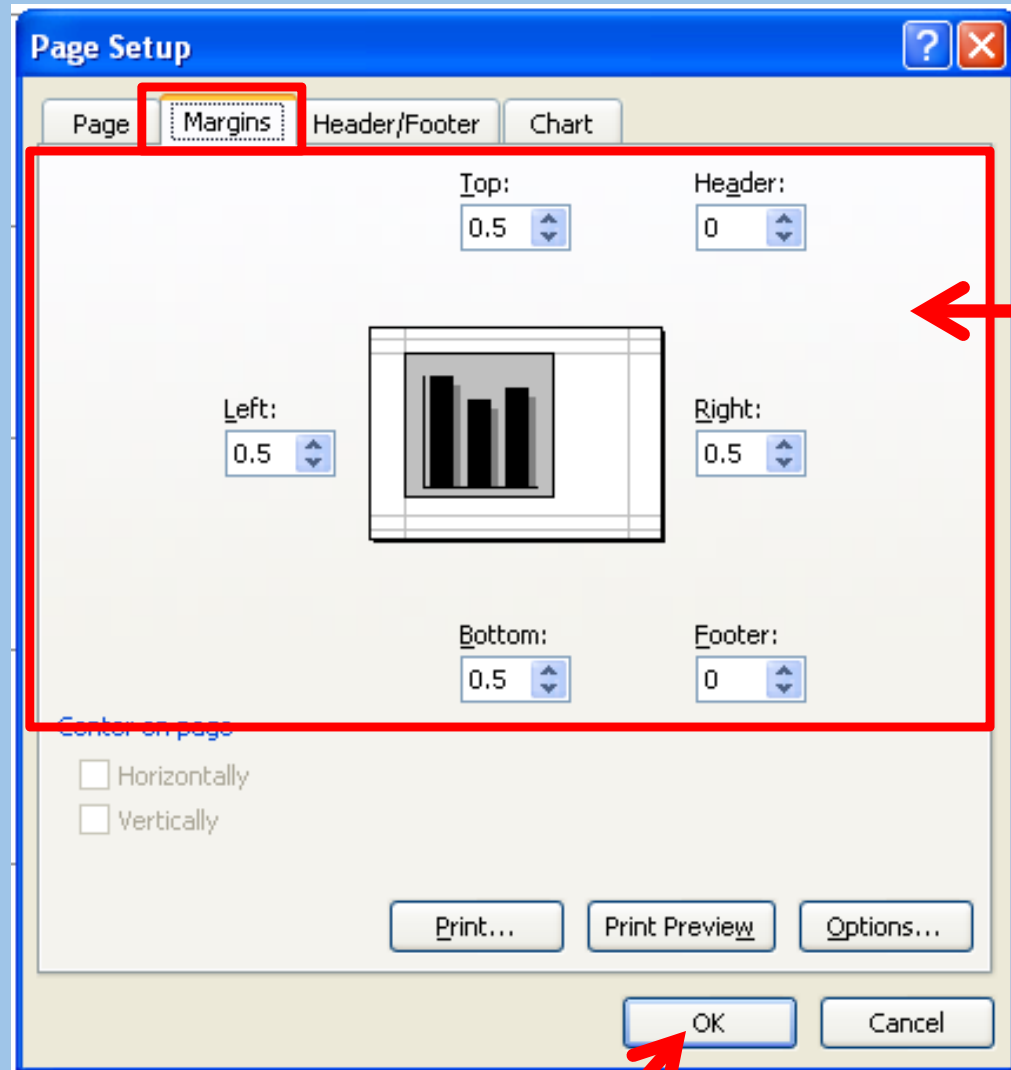 Page Setup
Page Margins Header/Footer Chart
Top: Header:
0.5 0
Left: Right:
0.5 0.5
Bottom: Footer:
0.5 0
Center on page
Horizontally
Vertically
Print... Print Preview Options...
OK Cancel